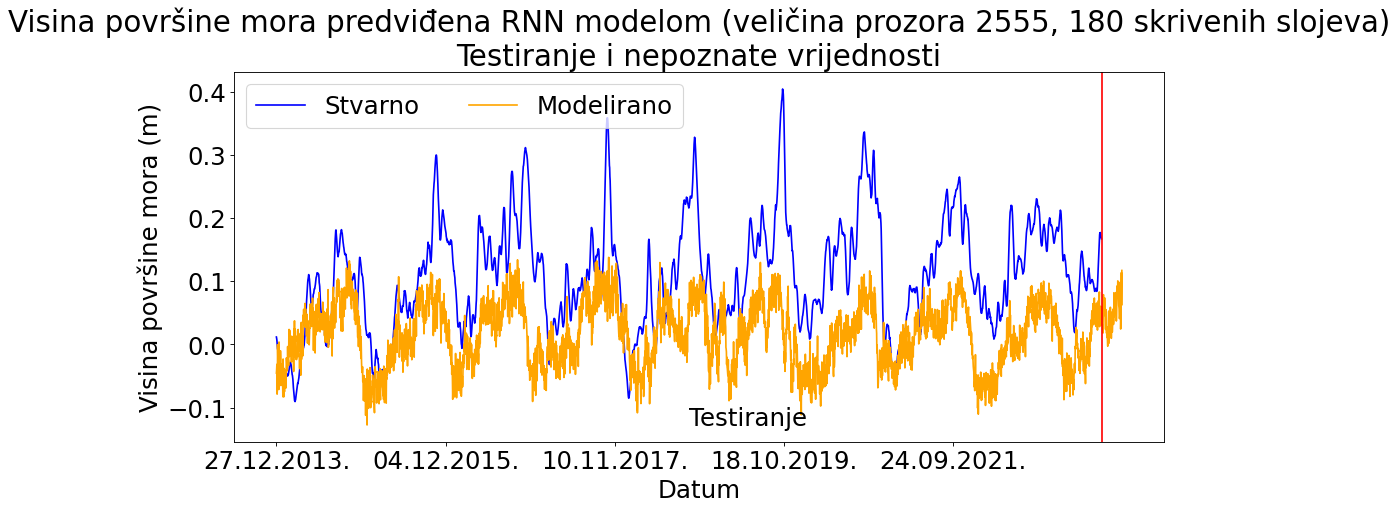 Visina površine mora predviđena RNN modelom (veličina prozora 2555, 180 skrivenih slojeva)
Testiranje i nepoznate vrijednosti
Stvarno
Modelirano
Visina površine mora (m)
0.4
0.3
0.2
0.1
0.0
−0.1
Testiranje
27.12.2013.
04.12.2015.
10.11.2017.
18.10.2019.
24.09.2021.
Datum